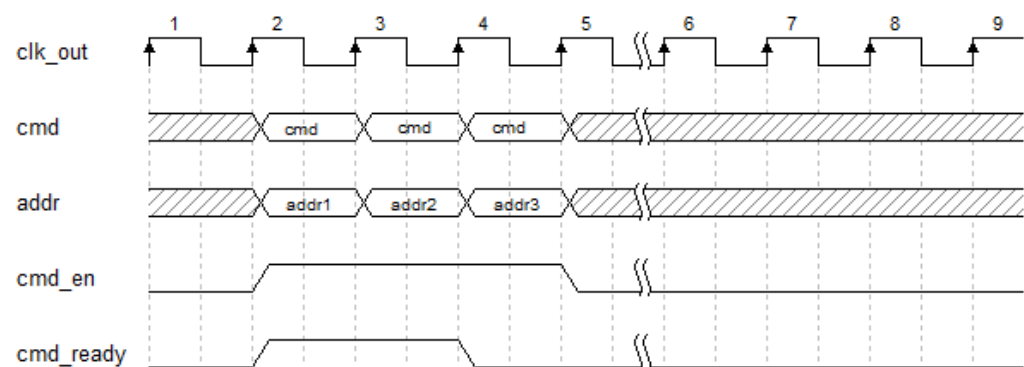 1 2 3 4 5 6 7 8 9
clk_out
cmd cmd cmd cmd
addr addr1 addr2 addr3
cmd_en
cmd_ready